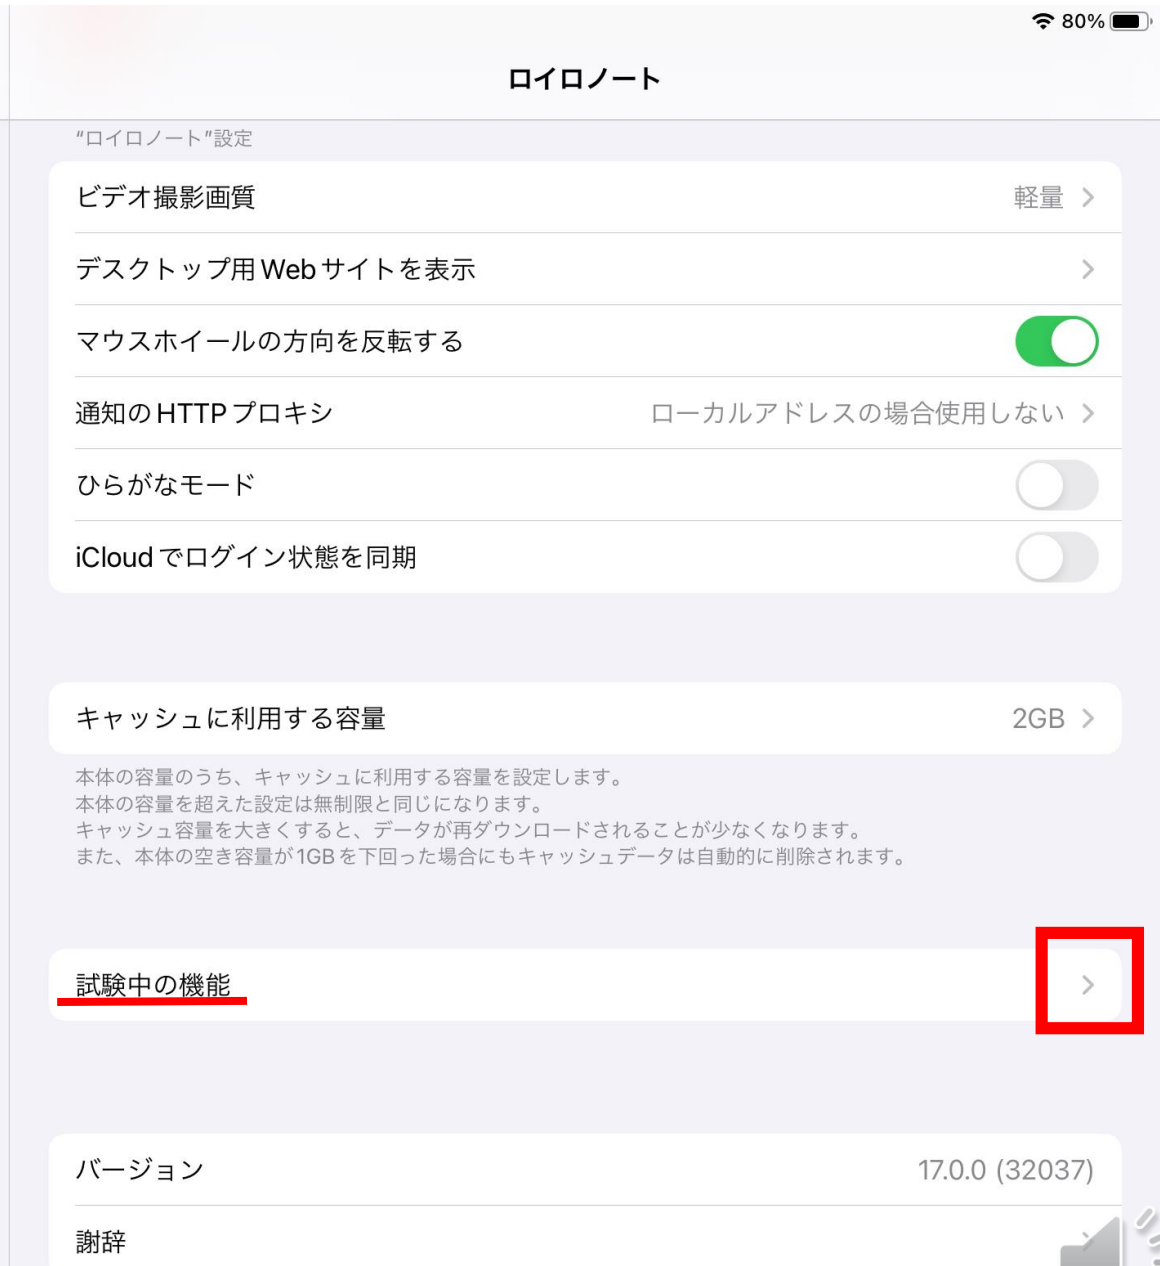 80%
ロイロノート
“ロイロノート”設定
ビデオ撮影画質 軽量
デスクトップ用Webサイトを表示
マウスホイールの方向を反転する
通知のHTTPプロキシ ローカルアドレスの場合使用しない
ひらがなモード
iCloudでログイン状態を同期
キャッシュに利用する容量 2GB
本体の容量のうち、キャッシュに利用する容量を設定します。
本体の容量を超えた設定は無制限と同じになります。
キャッシュ容量を大きくすると、データが再ダウンロードされることが少なくなります。
また、本体の空き容量が1GBを下回った場合にもキャッシュデータは自動的に削除されます。
試験中の機能
バージョン 17.0.0 (32037)
謝辞